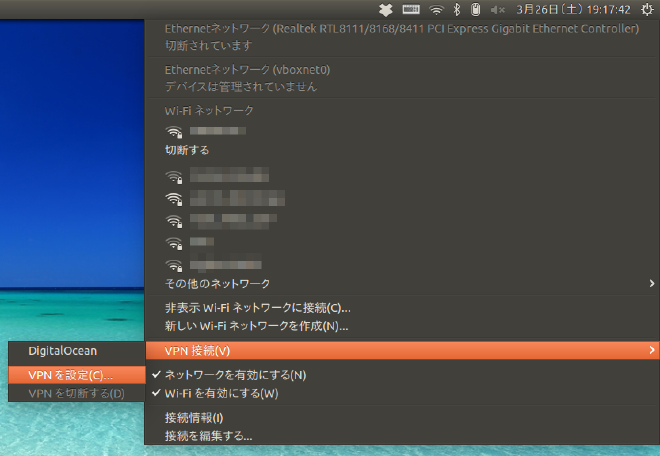 3月26日(土) 19:17:42
Ethernetネットワーク (Realtek RTL8111/8168/8411 PCI Express Gigabit Ethernet Controller)
切断されています
Ethernetネットワーク (vboxnet0)
デバイスは管理されていません
Wi-Fi ネットワーク
切断する
その他のネットワーク
非表示 Wi-Fi ネットワークに接続(C)...
新しい Wi-Fi ネットワークを作成(N)...
VPN 接続(V)
DigitalOcean
VPN を設定(C)...
VPN を切断する(D)
ネットワークを有効にする(N)
Wi-Fi を有効にする(W)
接続情報(I)
接続を編集する...